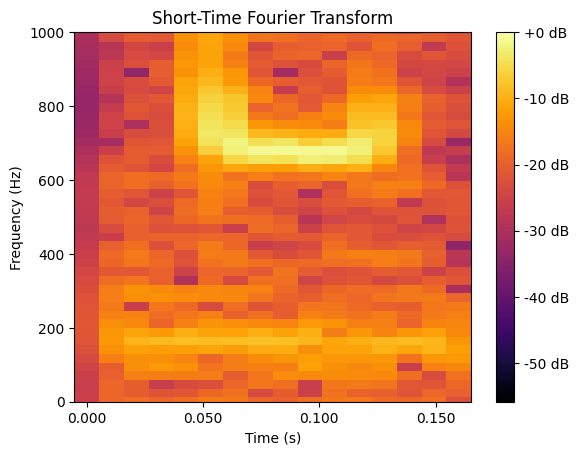 Short-Time Fourier Transform
1000
800
600
400
200
0
Frequency (Hz)
0.000
0.050
0.100
0.150
Time (s)
+0 dB
-10 dB
-20 dB
-30 dB
-40 dB
-50 dB